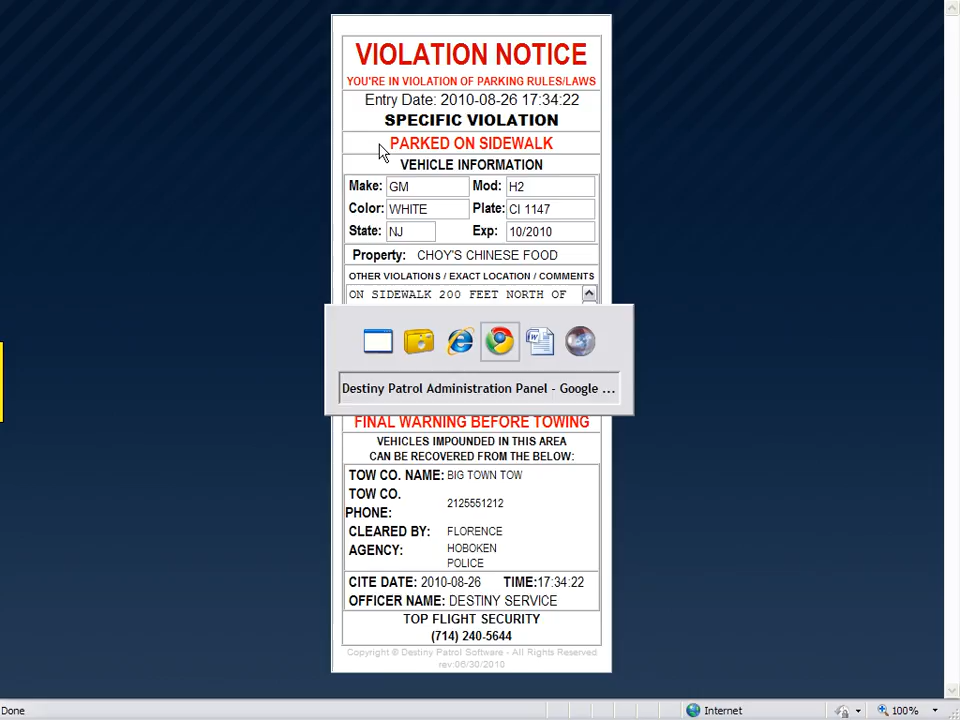 VIOLATION NOTICE
YOU'RE IN VIOLATION OF PARKING RULES/LAWS
Entry Date: 2010-08-26 17:34:22
SPECIFIC VIOLATION
PARKED ON SIDEWALK
VEHICLE INFORMATION
Make: GM Mod: H2
Color: WHITE Plate: CI 1147
State: NJ Exp: 10/2010
Property: CHOY'S CHINESE FOOD
OTHER VIOLATIONS / EXACT LOCATION / COMMENTS
ON SIDEWALK 200 FEET NORTH OF
Destiny Patrol Administration Panel - Google ...
FINAL WARNING BEFORE TOWING
VEHICLES IMPOUNDED IN THIS AREA
CAN BE RECOVERED FROM THE BELOW:
TOW CO. NAME: BIG TOWN TOW
TOW CO.
PHONE: 2125551212
CLEARED BY: FLORENCE
AGENCY: HOBOKEN
POLICE
CITE DATE: 2010-08-26 TIME:17:34:22
OFFICER NAME: DESTINY SERVICE
TOP FLIGHT SECURITY
(714) 240-5644
Copyright © Destiny Patrol Software - All Rights Reserved
rev:06/30/2010
Done Internet 100%